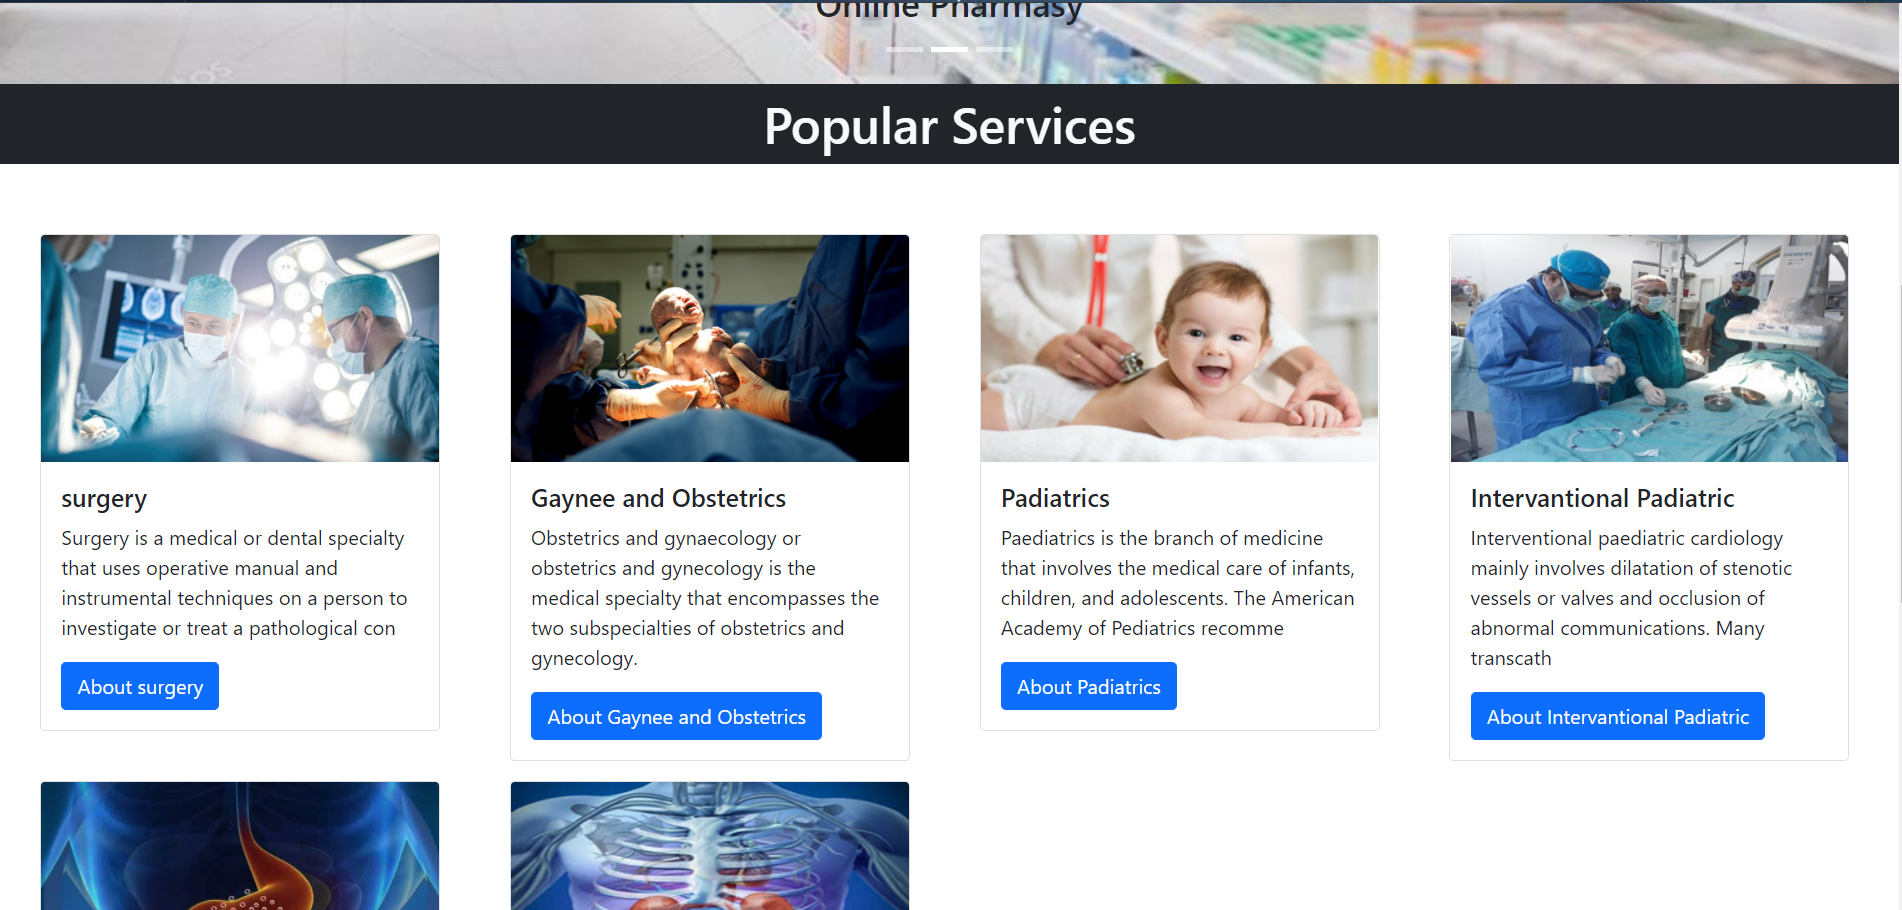 Online Pharmasy
Popular Services
surgery
Surgery is a medical or dental specialty
that uses operative manual and
instrumental techniques on a person to
investigate or treat a pathological con
About surgery
Gaynee and Obstetrics
Obstetrics and gynaecology or
obstetrics and gynecology is the
medical specialty that encompasses the
two subspecialties of obstetrics and
gynecology.
About Gaynee and Obstetrics
Padiatrics
Paediatrics is the branch of medicine
that involves the medical care of infants,
children, and adolescents. The American
Academy of Pediatrics recomme
About Padiatrics
Intervantional Padiatric
Interventional paediatric cardiology
mainly involves dilatation of stenotic
vessels or valves and occlusion of
abnormal communications. Many
transcath
About Intervantional Padiatric